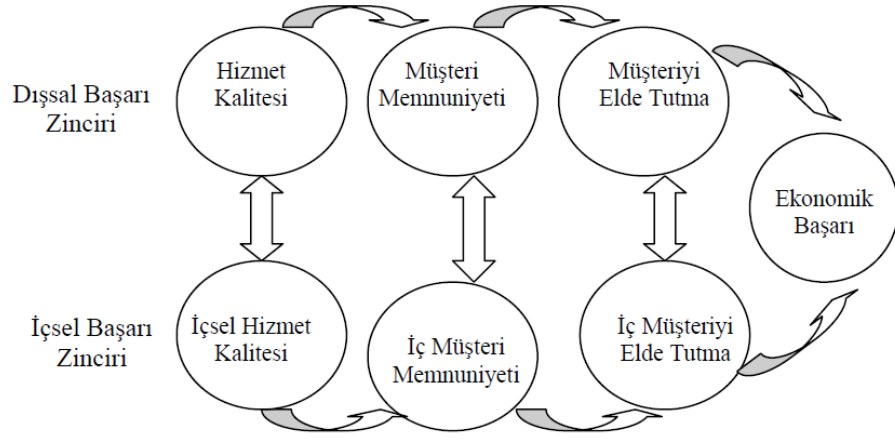 Dışsal Başarı
Zinciri
Hizmet
Kalitesi
Müşteri
Memnuniyeti
Müşteriyi
Elde Tutma
Ekonomik
Başarı
İçsel Başarı
Zinciri
İçsel Hizmet
Kalitesi
İç Müşteri
Memnuniyeti
İç Müşteriyi
Elde Tutma